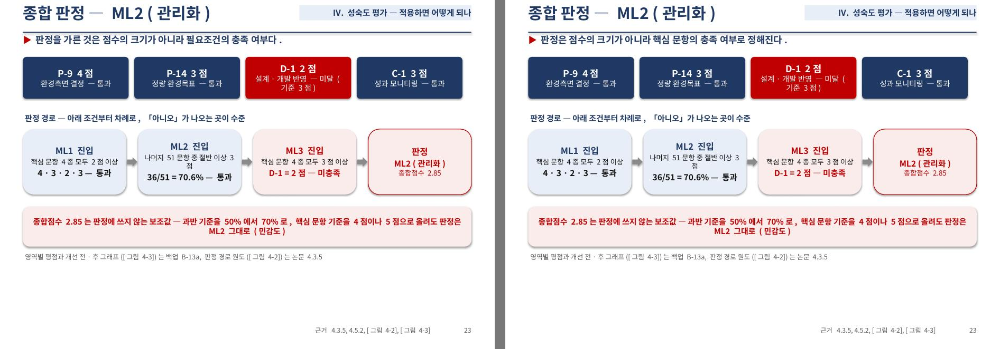 종합 판정 — ML2 ( 관리화 )
IV. 성숙도 평가 — 적용하면 어떻게 되나
▶ 판정을 가른 것은 점수의 크기가 아니라 필요조건의 충족 여부다 .
P-9 4 점
환경측면 결정 — 통과
P-14 3 점
정량 환경목표 — 통과
D-1 2 점
설계 · 개발 반영 — 미달 (
기준 3 점 )
C-1 3 점
성과 모니터링 — 통과
판정 경로 — 아래 조건부터 차례로 , 「아니오」가 나오는 곳이 수준
ML1 진입
핵심 문항 4 종 모두 2 점 이상
4 · 3 · 2 · 3 — 통과
ML2 진입
나머지 51 문항 중 절반 이상 3
점
36/51 = 70.6% — 통과
ML3 진입
핵심 문항 4 종 모두 3 점 이상
D-1 = 2 점 — 미충족
판정
ML2 ( 관리화 )
종합점수 2.85
종합점수 2.85 는 판정에 쓰지 않는 보조값 — 과반 기준을 50% 에서 70% 로 , 핵심 문항 기준을 4 점이나 5 점으로 올려도 판정은
ML2 그대로 ( 민감도 )
영역별 평점과 개선 전 · 후 그래프 ([ 그림 4-3]) 는 백업 B-13a, 판정 경로 원도 ([ 그림 4-2]) 는 논문 4.3.5
근거 4.3.5, 4.5.2, [ 그림 4-2], [ 그림 4-3]
23
종합 판정 — ML2 ( 관리화 )
IV. 성숙도 평가 — 적용하면 어떻게 되나
▶ 판정은 점수의 크기가 아니라 핵심 문항의 충족 여부로 정해진다 .
P-9 4 점
환경측면 결정 — 통과
P-14 3 점
정량 환경목표 — 통과
D-1 2 점
설계 · 개발 반영 — 미달 (
기준 3 점 )
C-1 3 점
성과 모니터링 — 통과
판정 경로 — 아래 조건부터 차례로 , 「아니오」가 나오는 곳이 수준
ML1 진입
핵심 문항 4 종 모두 2 점 이상
4 · 3 · 2 · 3 — 통과
ML2 진입
나머지 51 문항 중 절반 이상 3
점
36/51 = 70.6% — 통과
ML3 진입
핵심 문항 4 종 모두 3 점 이상
D-1 = 2 점 — 미충족
판정
ML2 ( 관리화 )
종합점수 2.85
종합점수 2.85 는 판정에 쓰지 않는 보조값 — 과반 기준을 50% 에서 70% 로 , 핵심 문항 기준을 4 점이나 5 점으로 올려도 판정은
ML2 그대로 ( 민감도 )
영역별 평점과 개선 전 · 후 그래프 ([ 그림 4-3]) 는 백업 B-13a, 판정 경로 원도 ([ 그림 4-2]) 는 논문 4.3.5
근거 4.3.5, 4.5.2, [ 그림 4-2], [ 그림 4-3]
23